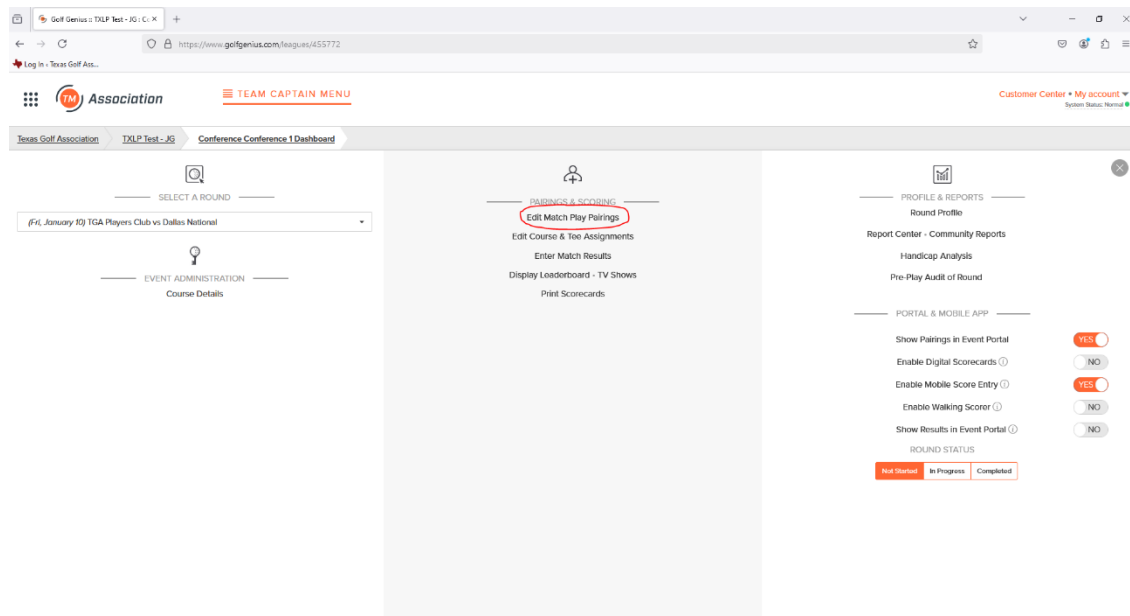 Golf Genius :: TXLP Test - JG : Co
https://www.golfgenius.com/leagues/455772
Log In ‹ Texas Golf Ass...
TM Association
TEAM CAPTAIN MENU
Customer Center • My account
System Status: Normal
Texas Golf Association
TXLP Test - JG
Conference Conference 1 Dashboard
SELECT A ROUND
(Fri, January 10) TGA Players Club vs Dallas National
EVENT ADMINISTRATION
Course Details
PAIRINGS & SCORING
Edit Match Play Pairings
Edit Course & Tee Assignments
Enter Match Results
Display Leaderboard - TV Shows
Print Scorecards
PROFILE & REPORTS
Round Profile
Report Center - Community Reports
Handicap Analysis
Pre-Play Audit of Round
PORTAL & MOBILE APP
Show Pairings in Event Portal YES
Enable Digital Scorecards NO
Enable Mobile Score Entry YES
Enable Walking Scorer NO
Show Results in Event Portal NO
ROUND STATUS
Not Started In Progress Completed